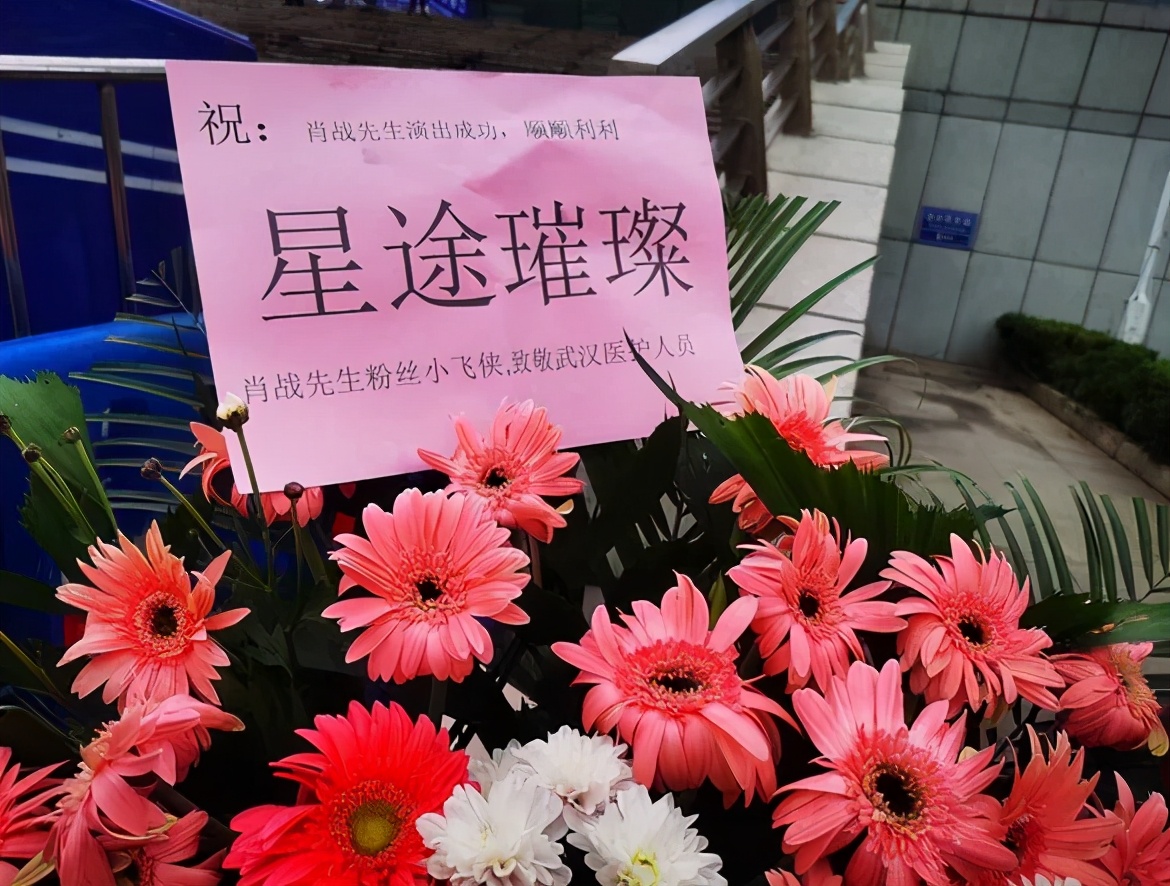 祝： 肖战先生演出成功，顺顺利利
星途璀璨
肖战先生粉丝小飞侠,致敬武汉医护人员